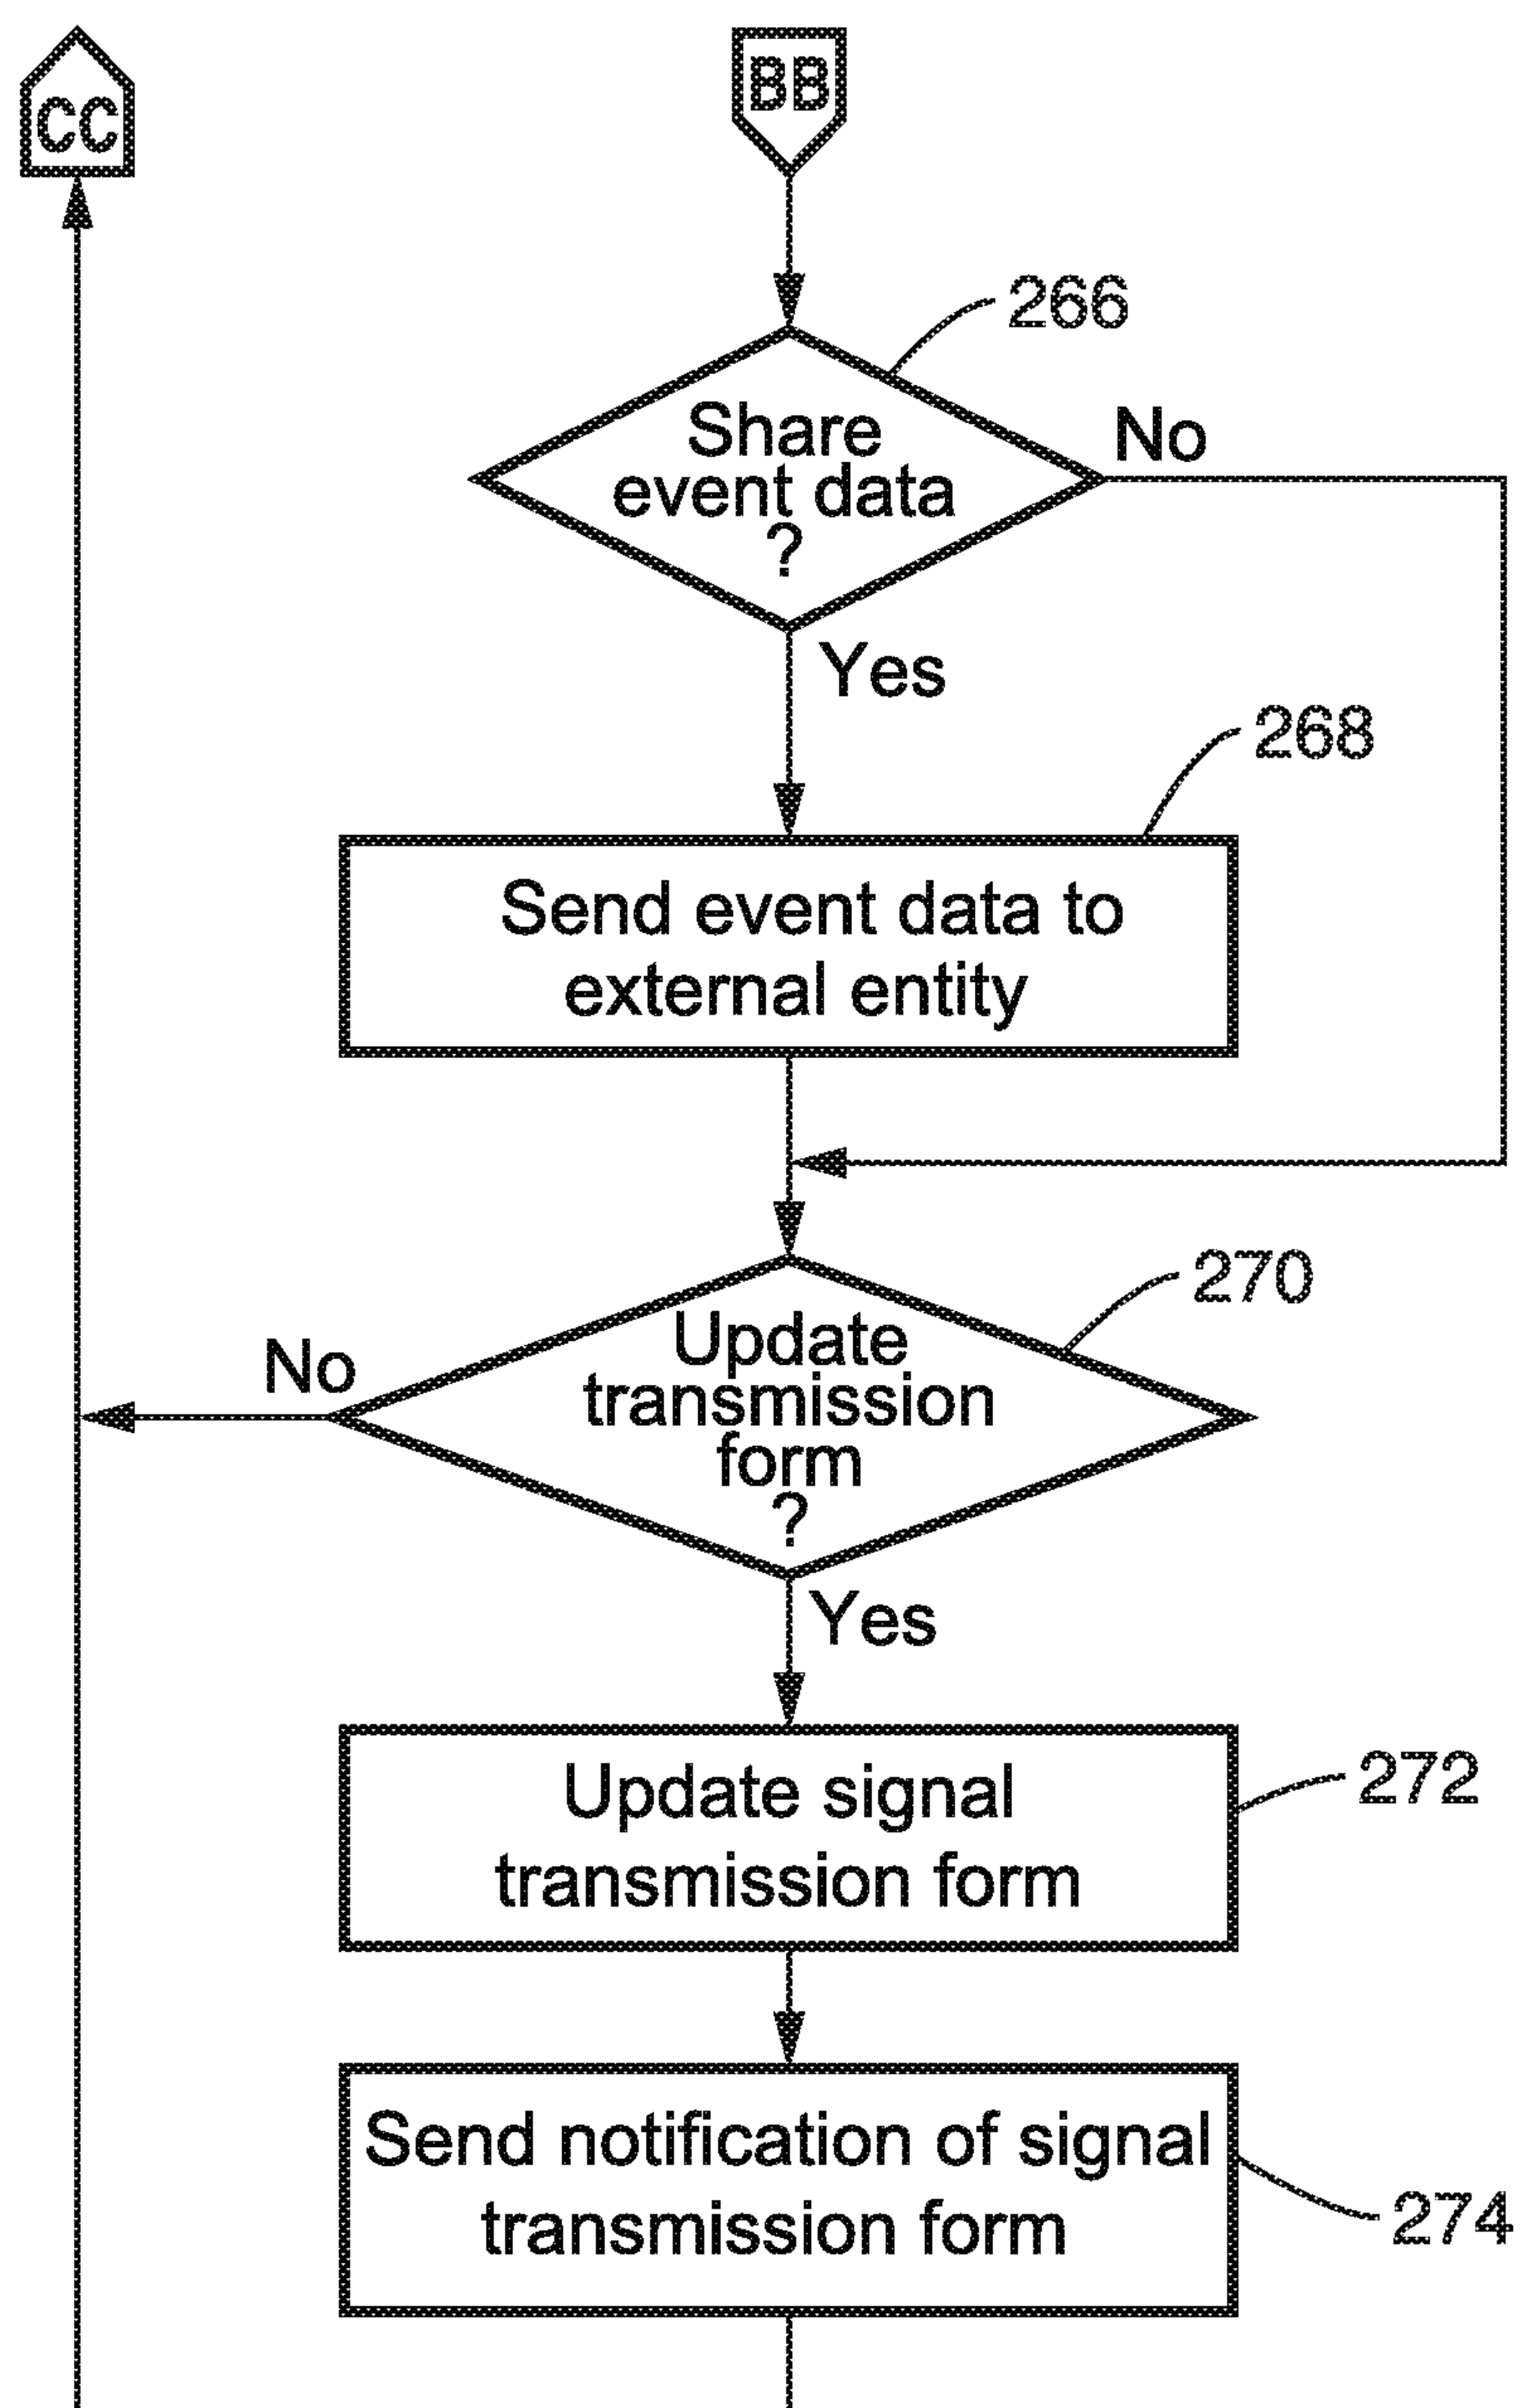 CC
BB
266
Share
event data
?
No
Yes
268
Send event data to
external entity
270
Update
transmission
form
?
No
Yes
Update signal
transmission form
272
Send notification of signal
transmission form
274